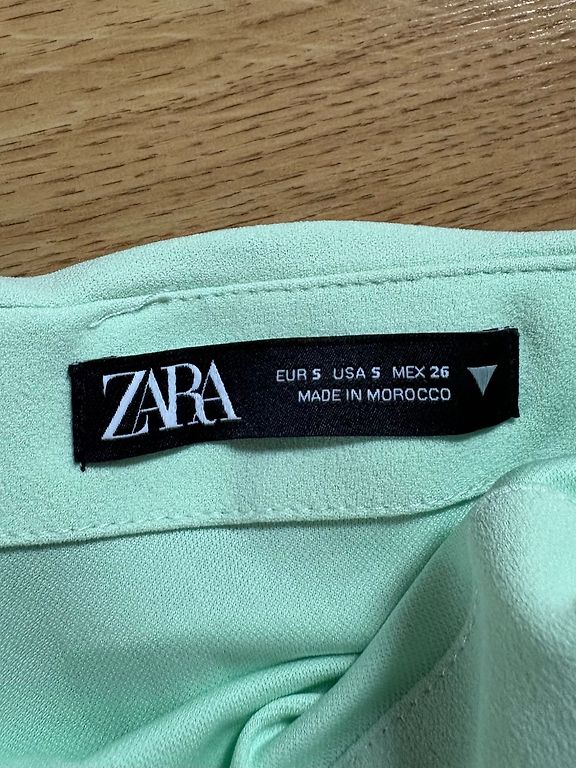 ZARA
EUR S USA S MEX 26
MADE IN MOROCCO